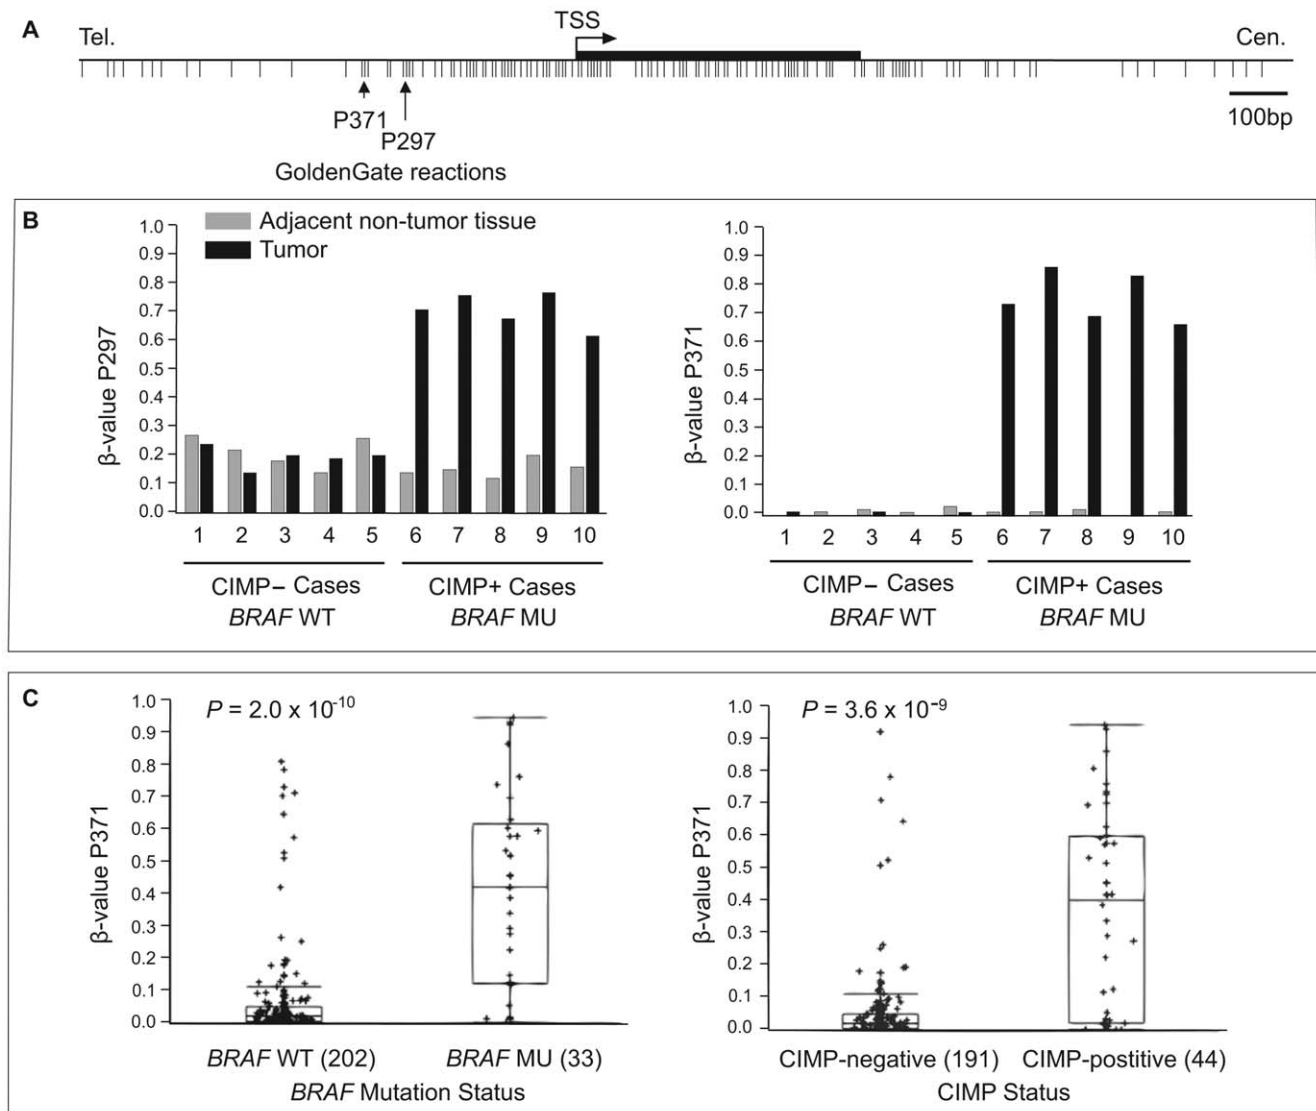 A
Tel.
TSS
Cen.
P371
P297
100bp
GoldenGate reactions
B
Adjacent non-tumor tissue
Tumor
β-value P297
1.0
0.9
0.8
0.7
0.6
0.5
0.4
0.3
0.2
0.1
0.0
1 2 3 4 5 6 7 8 9 10
CIMP– Cases CIMP+ Cases
BRAF WT BRAF MU
β-value P371
1.0
0.9
0.8
0.7
0.6
0.5
0.4
0.3
0.2
0.1
0.0
1 2 3 4 5 6 7 8 9 10
CIMP– Cases CIMP+ Cases
BRAF WT BRAF MU
C
P = 2.0 x 10⁻¹⁰
β-value P371
1.0
0.9
0.8
0.7
0.6
0.5
0.4
0.3
0.2
0.1
0.0
BRAF WT (202) BRAF MU (33)
BRAF Mutation Status
P = 3.6 x 10⁻⁹
β-value P371
1.0
0.9
0.8
0.7
0.6
0.5
0.4
0.3
0.2
0.1
0.0
CIMP-negative (191) CIMP-postitive (44)
CIMP Status